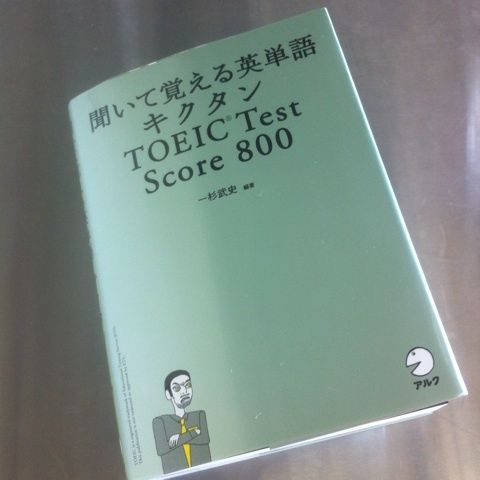 聞いて覚える英単語
キクタン
TOEIC® Test
Score 800
一杉武史 編著
アルク